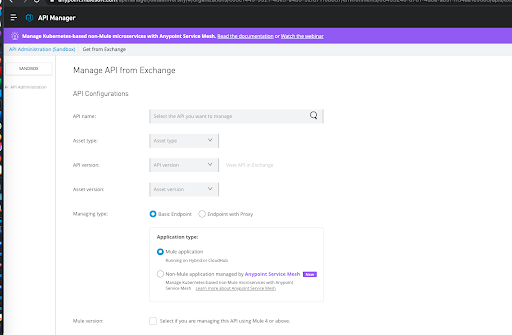 API Manager
Manage Kubernetes-based non-Mule microservices with Anypoint Service Mesh. Read the documentation or Watch the webinar
API Administration (Sandbox) Get from Exchange
SANDBOX
Manage API from Exchange
API Administration
API Configurations
API name: Select the API you want to manage
Asset type: Asset type
API version: API version View API in Exchange
Asset version: Asset version
Managing type: Basic Endpoint Endpoint with Proxy
Application type:
Mule application
Running on Hybrid or CloudHub
Non-Mule application managed by Anypoint Service Mesh New
Manage Kubernetes-based non Mule microservices with Anypoint
Service Mesh Learn more about Anypoint Service Mesh
Mule version: Select if you are managing this API using Mule 4 or above.